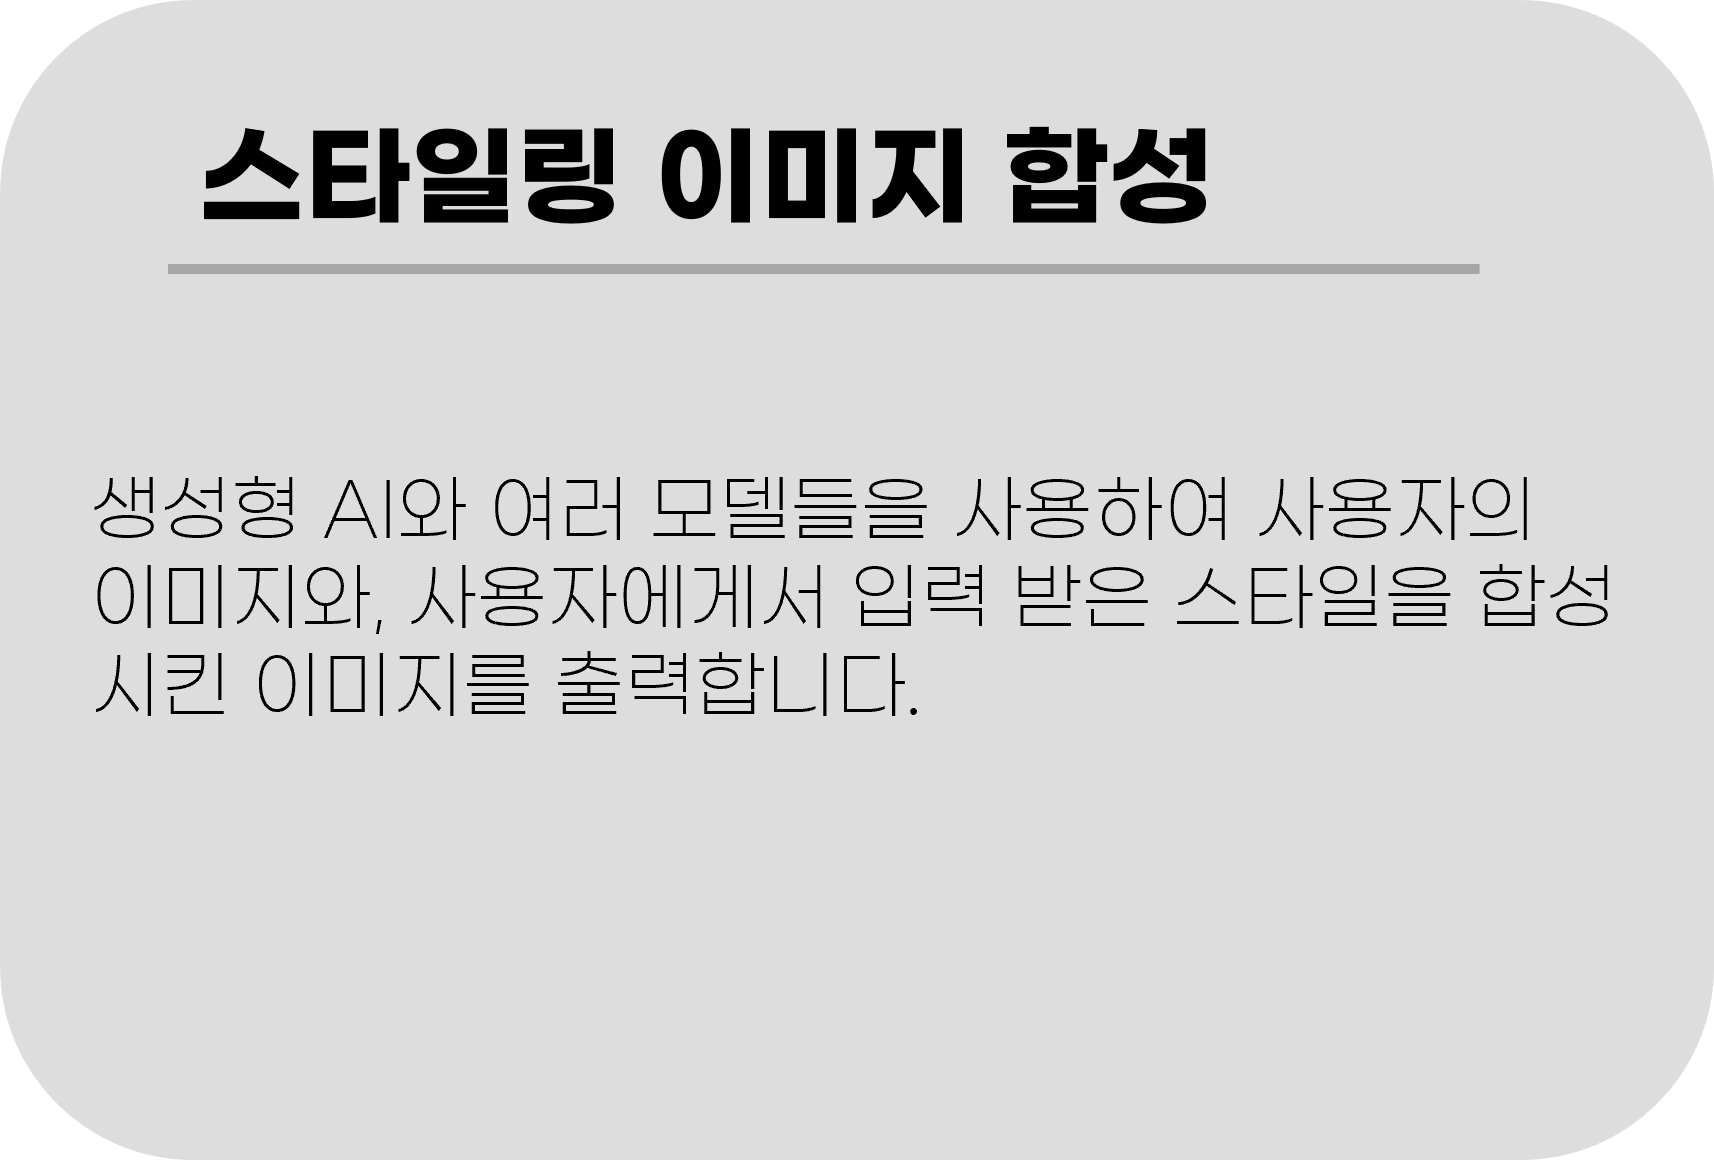 스타일링 이미지 합성
생성형 AI와 여러 모델들을 사용하여 사용자의
이미지와, 사용자에게서 입력 받은 스타일을 합성
시킨 이미지를 출력합니다.